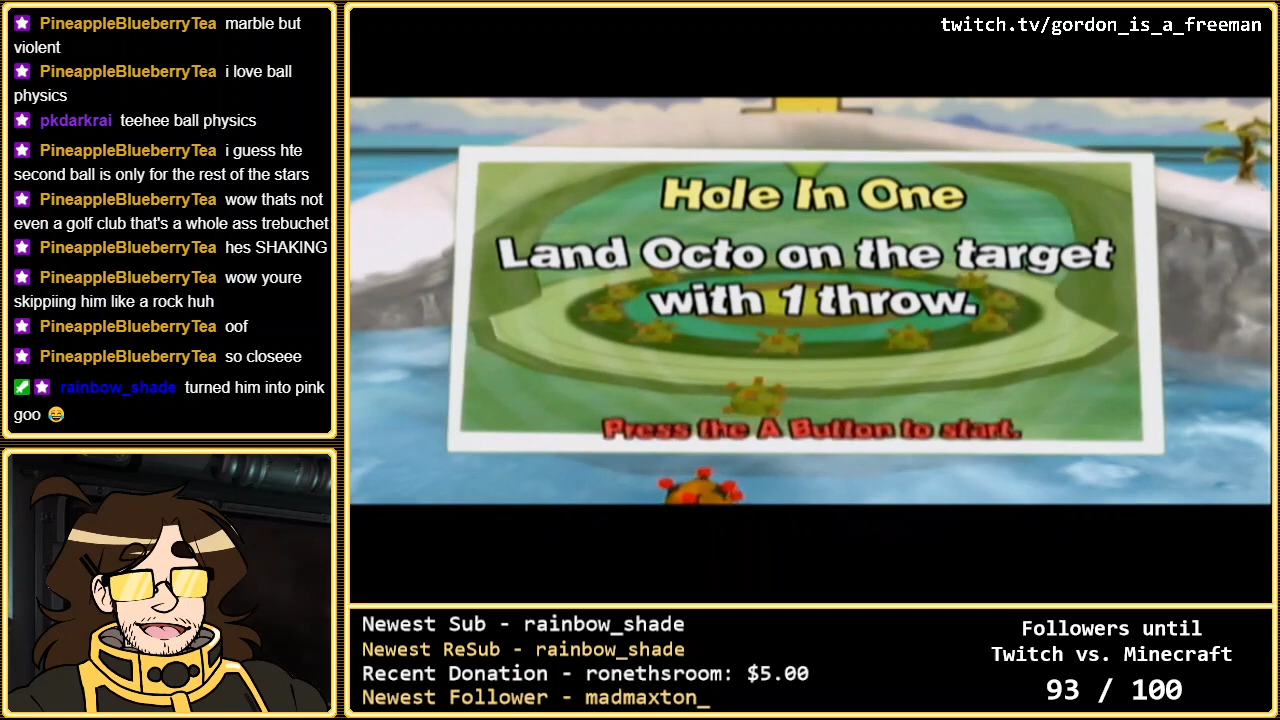 PineappleBlueberryTea marble but
violent
PineappleBlueberryTea i love ball
physics
pkdarkrai teehee ball physics
PineappleBlueberryTea i guess hte
second ball is only for the rest of the stars
PineappleBlueberryTea wow thats not
even a golf club that's a whole ass trebuchet
PineappleBlueberryTea hes SHAKING
PineappleBlueberryTea wow youre
skippiing him like a rock huh
PineappleBlueberryTea oof
PineappleBlueberryTea so closeee
rainbow_shade turned him into pink
goo 😂
twitch.tv/gordon_is_a_freeman
Hole In One
Land Octo on the target
with 1 throw.
Press the A Button to start.
Newest Sub - rainbow_shade
Newest ReSub - rainbow_shade
Recent Donation - ronethsroom: $5.00
Newest Follower - madmaxton_
Followers until
Twitch vs. Minecraft
93 / 100